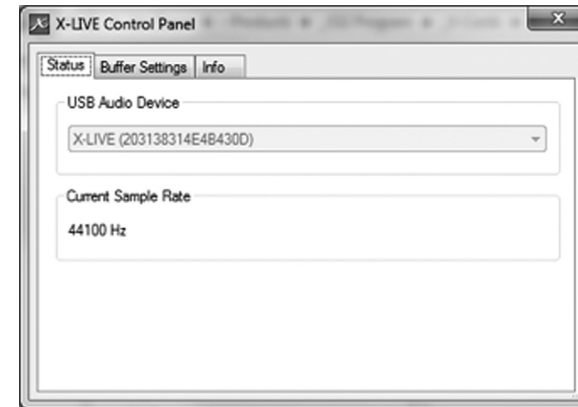 X-LIVE Control Panel
Status Buffer Settings Info
USB Audio Device
X-LIVE (203138314E4B430D)
Current Sample Rate
44100 Hz